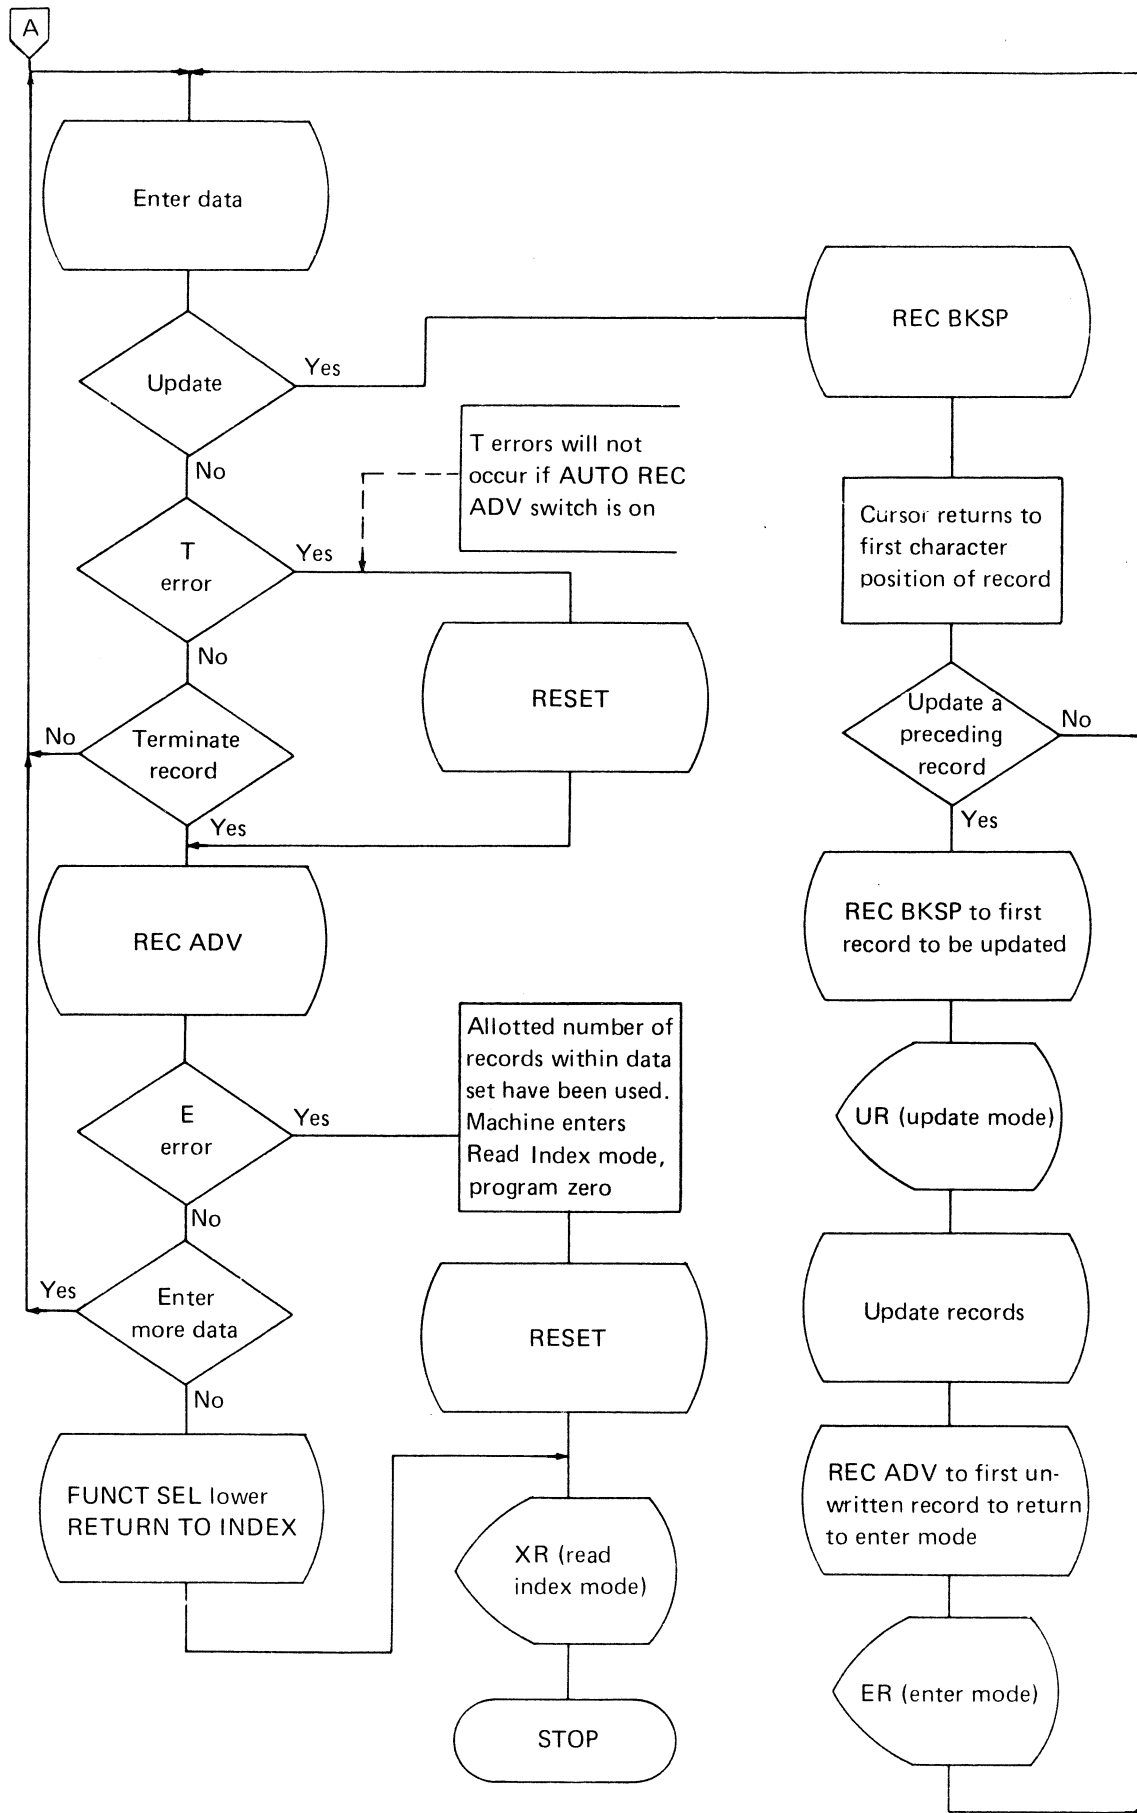 A
Enter data
Update
Yes
No
T
error
Yes
No
T errors will not
occur if AUTO REC
ADV switch is on
RESET
Terminate
record
No
Yes
REC ADV
E
error
Yes
No
Allotted number of
records within data
set have been used.
Machine enters
Read Index mode,
program zero
Enter
more data
Yes
No
RESET
FUNCT SEL lower
RETURN TO INDEX
XR (read
index mode)
STOP
REC BKSP
Cursor returns to
first character
position of record
Update a
preceding
record
No
Yes
REC BKSP to first
record to be updated
UR (update mode)
Update records
REC ADV to first un-
written record to return
to enter mode
ER (enter mode)